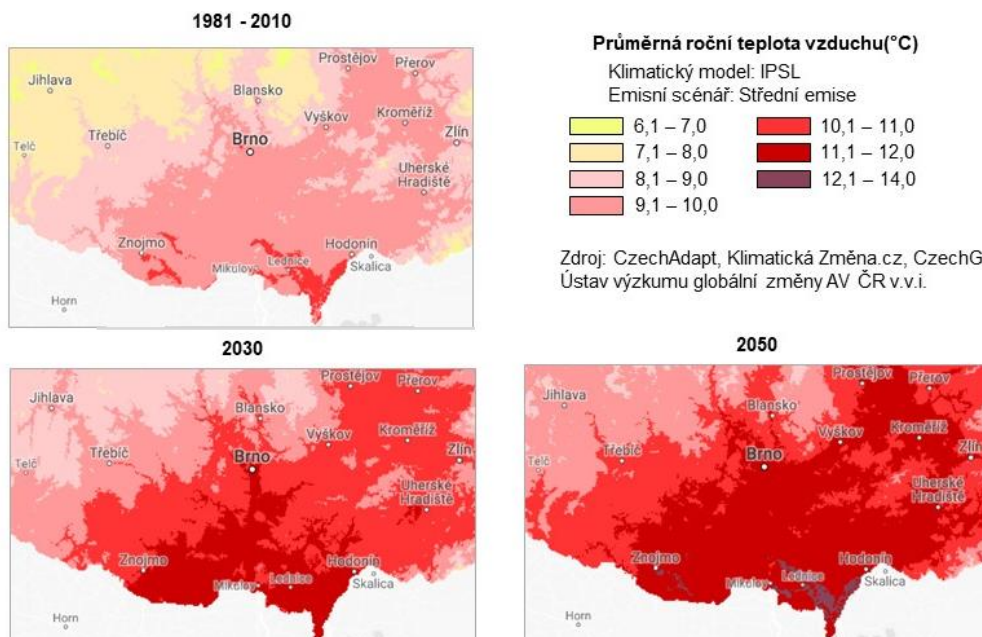 1981 - 2010
Jihlava
Prostějov
Přerov
Blansko
Třebíč
Vyškov
Kroměříž
Telč
Brno
Zlín
Uherské
Hradiště
Znojmo
Hodonín
Mikulov
Lednice
Skalica
Horn
Průměrná roční teplota vzduchu(°C)
Klimatický model: IPSL
Emisní scénář: Střední emise
6,1 – 7,0
10,1 – 11,0
7,1 – 8,0
11,1 – 12,0
8,1 – 9,0
12,1 – 14,0
9,1 – 10,0
Zdroj: CzechAdapt, Klimatická Změna.cz, CzechG
Ústav výzkumu globální změny AV ČR v.v.i.
2030
Jihlava
Prostějov
Přerov
Blansko
Třebíč
Vyškov
Kroměříž
Telč
Brno
Zlín
Uherské
Hradiště
Znojmo
Hodonín
Mikulov
Lednice
Skalica
Horn
2050
Jihlava
Prostějov
Přerov
Blansko
Třebíč
Vyškov
Kroměříž
Telč
Brno
Zlín
Uherské
Hradiště
Znojmo
Hodonín
Mikulov
Lednice
Skalica
Horn